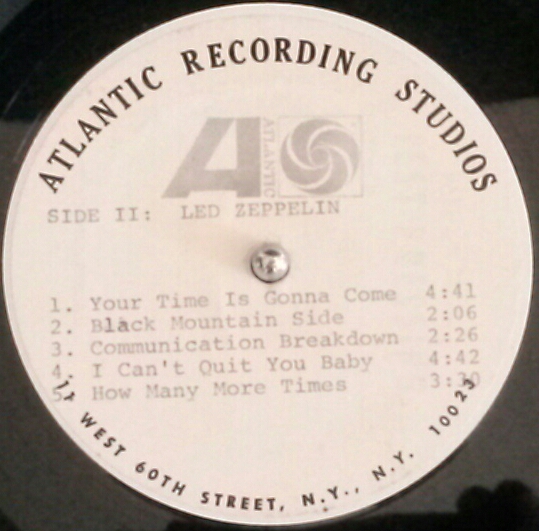 ATLANTIC RECORDING STUDIOS
ATLANTIC
SIDE II: LED ZEPPELIN
1. Your Time Is Gonna Come 4:41
2. Black Mountain Side 2:06
3. Communication Breakdown 2:26
4. I Can't Quit You Baby 4:42
5. How Many More Times 3:30
11 WEST 60TH STREET, N.Y., N.Y. 10023